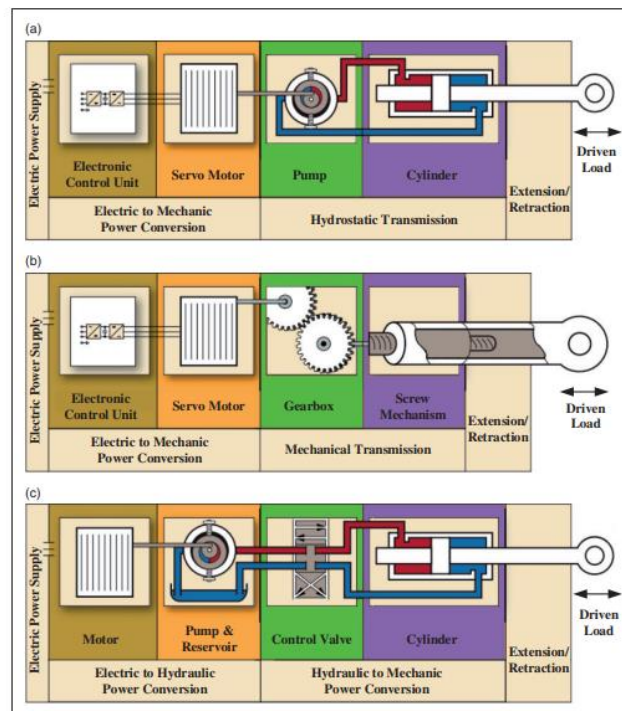 (a)
Electric Power Supply
Electronic
Control Unit
Servo Motor
Pump
Cylinder
Extension/
Retraction
Driven
Load
Electric to Mechanic
Power Conversion
Hydrostatic Transmission
(b)
Electric Power Supply
Electronic
Control Unit
Servo Motor
Gearbox
Screw
Mechanism
Extension/
Retraction
Driven
Load
Electric to Mechanic
Power Conversion
Mechanical Transmission
(c)
Electric Power Supply
Motor
Pump &
Reservoir
Control Valve
Cylinder
Extension/
Retraction
Driven
Load
Electric to Hydraulic
Power Conversion
Hydraulic to Mechanic
Power Conversion